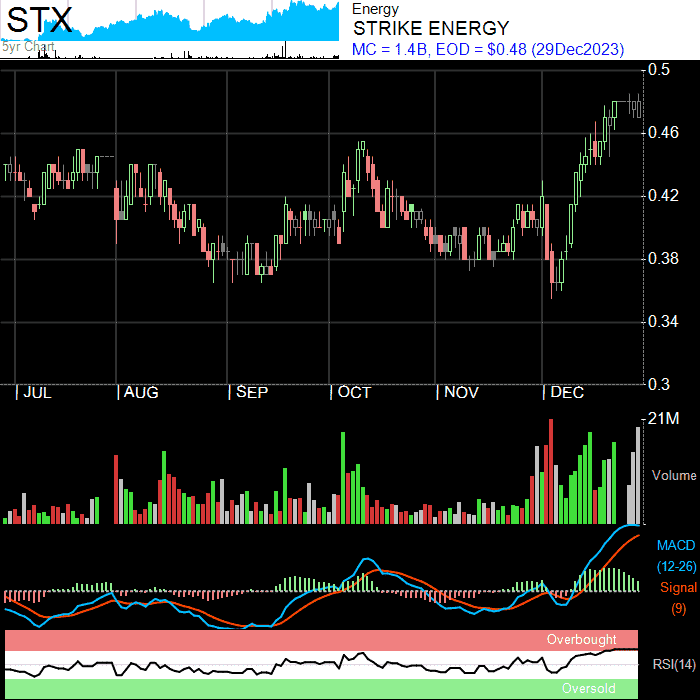 STX
5yr Chart
Energy
STRIKE ENERGY
MC = 1.4B, EOD = $0.48 (29Dec2023)
0.5
0.46
0.42
0.38
0.34
0.3
JUL AUG SEP OCT NOV DEC
21M
Volume
MACD
(12-26)
Signal
(9)
Overbought
RSI(14)
Oversold